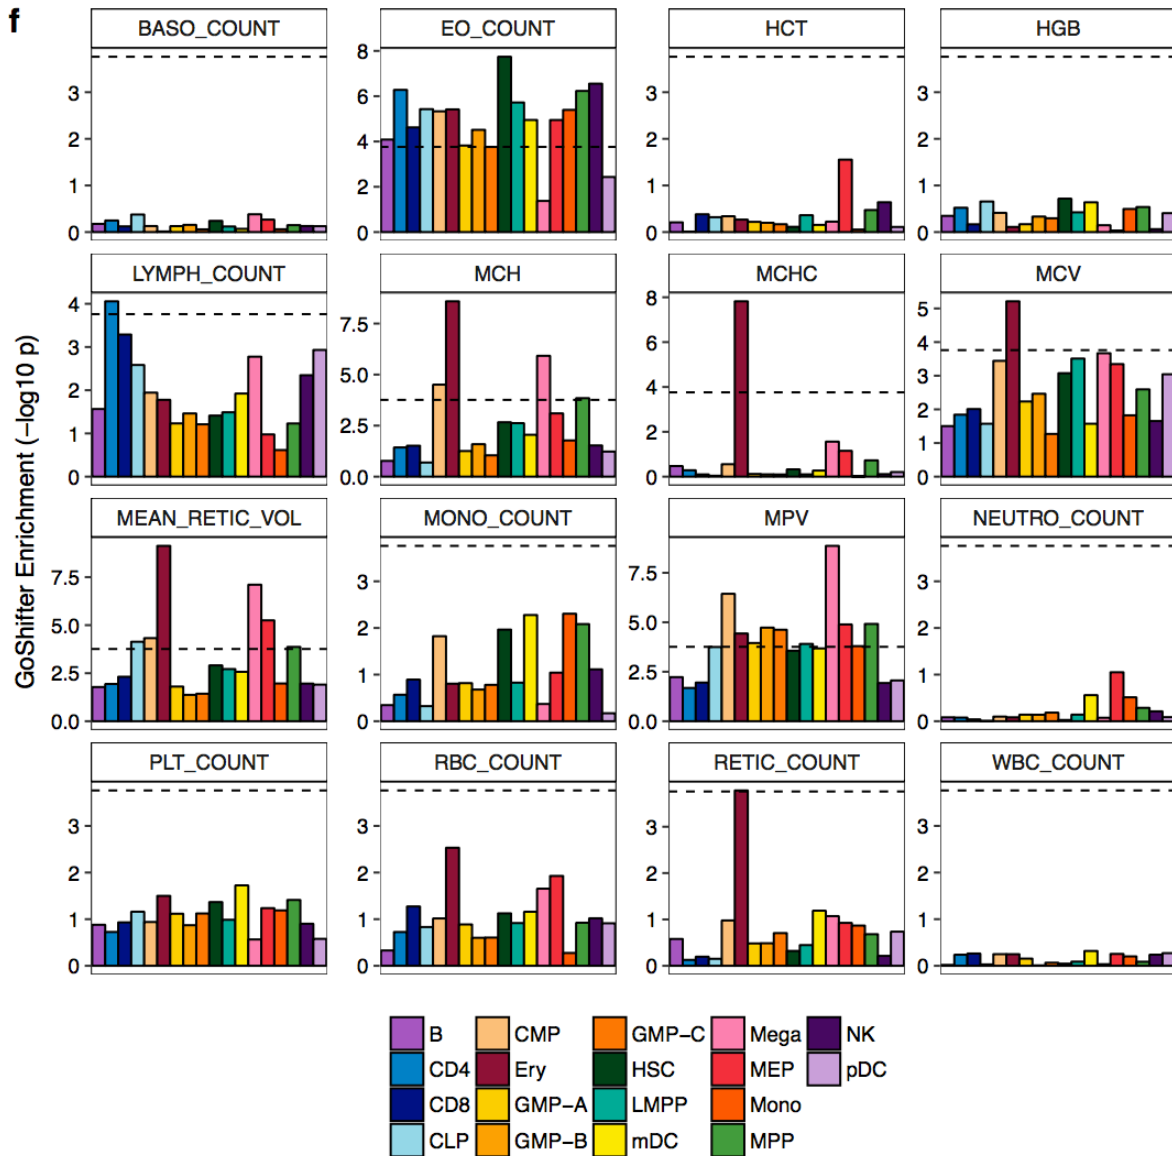 f
BASO_COUNT EO_COUNT HCT HGB
3 2 1 0
8 6 4 2 0
3 2 1 0
3 2 1 0
LYMPH_COUNT MCH MCHC MCV
4 3 2 1 0
7.5 5.0 2.5 0.0
8 6 4 2 0
5 4 3 2 1 0
GoShifter Enrichment (−log10 p)
MEAN_RETIC_VOL MONO_COUNT MPV NEUTRO_COUNT
7.5 5.0 2.5 0.0
3 2 1 0
7.5 5.0 2.5 0.0
3 2 1 0
PLT_COUNT RBC_COUNT RETIC_COUNT WBC_COUNT
3 2 1 0
3 2 1 0
3 2 1 0
3 2 1 0
B CMP GMP−C Mega NK
CD4 Ery HSC MEP pDC
CD8 GMP−A LMPP Mono
CLP GMP−B mDC MPP